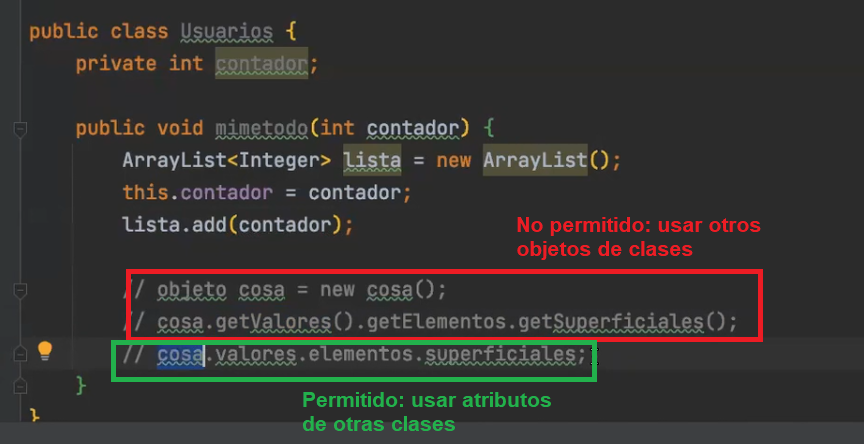 public class Usuarios {
private int contador;
public void mimetodo(int contador) {
ArrayList<Integer> lista = new ArrayList();
this.contador = contador;
lista.add(contador);
No permitido: usar otros
objetos de clases
// objeto cosa = new cosa();
// cosa.getValores().getElementos.getSuperficiales();
// cosa.valores.elementos.superficiales;
}
Permitido: usar atributos
de otras clases
}